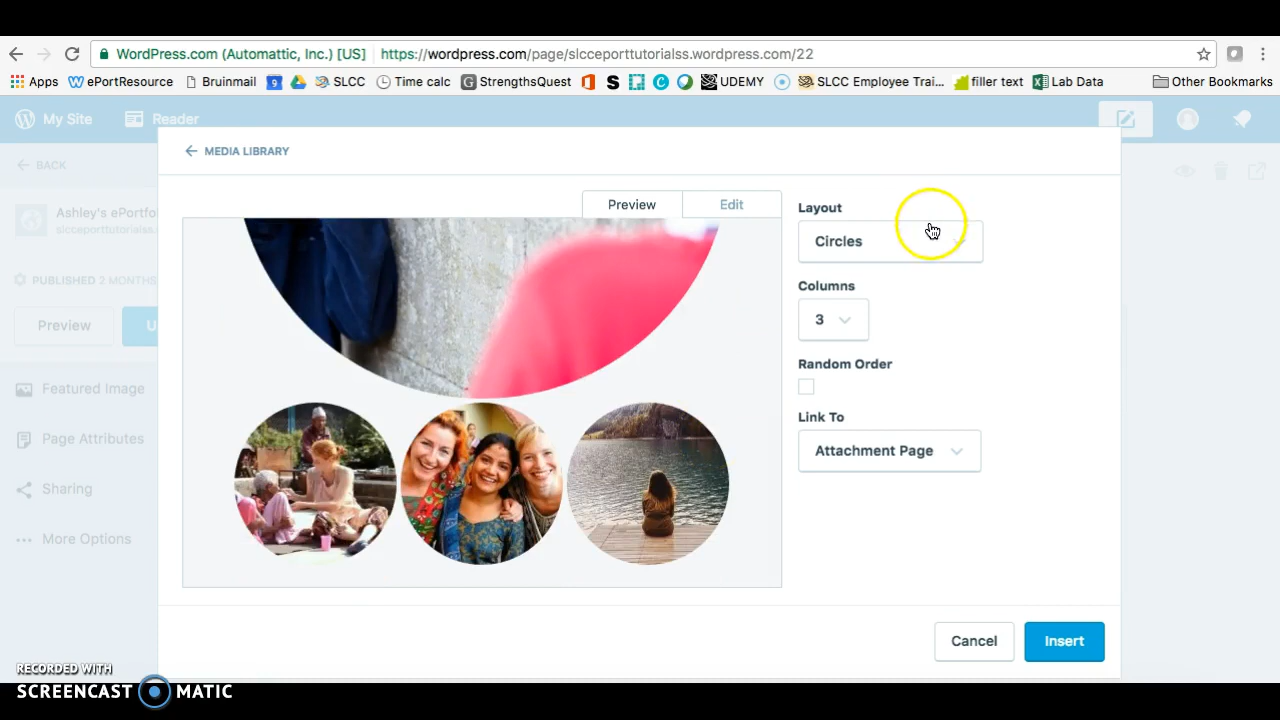 WordPress.com (Automattic, Inc.) [US] https://wordpress.com/page/slcceporttutorialss.wordpress.com/22
Apps ePortResource Bruinmail 9 SLCC Time calc G StrengthsQuest S C UDEMY SLCC Employee Trai... filler text Lab Data Other Bookmarks
My Site Reader
MEDIA LIBRARY
BACK
Preview Edit
Layout
Ashley's ePortfo
slcceporttutorialss.
Circles
PUBLISHED 2 MONTHS
Columns
3
Preview U
Random Order
Featured Image
Link To
Page Attributes
Attachment Page
Sharing
More Options
Cancel Insert
RECORDED WITH
SCREENCAST MATIC